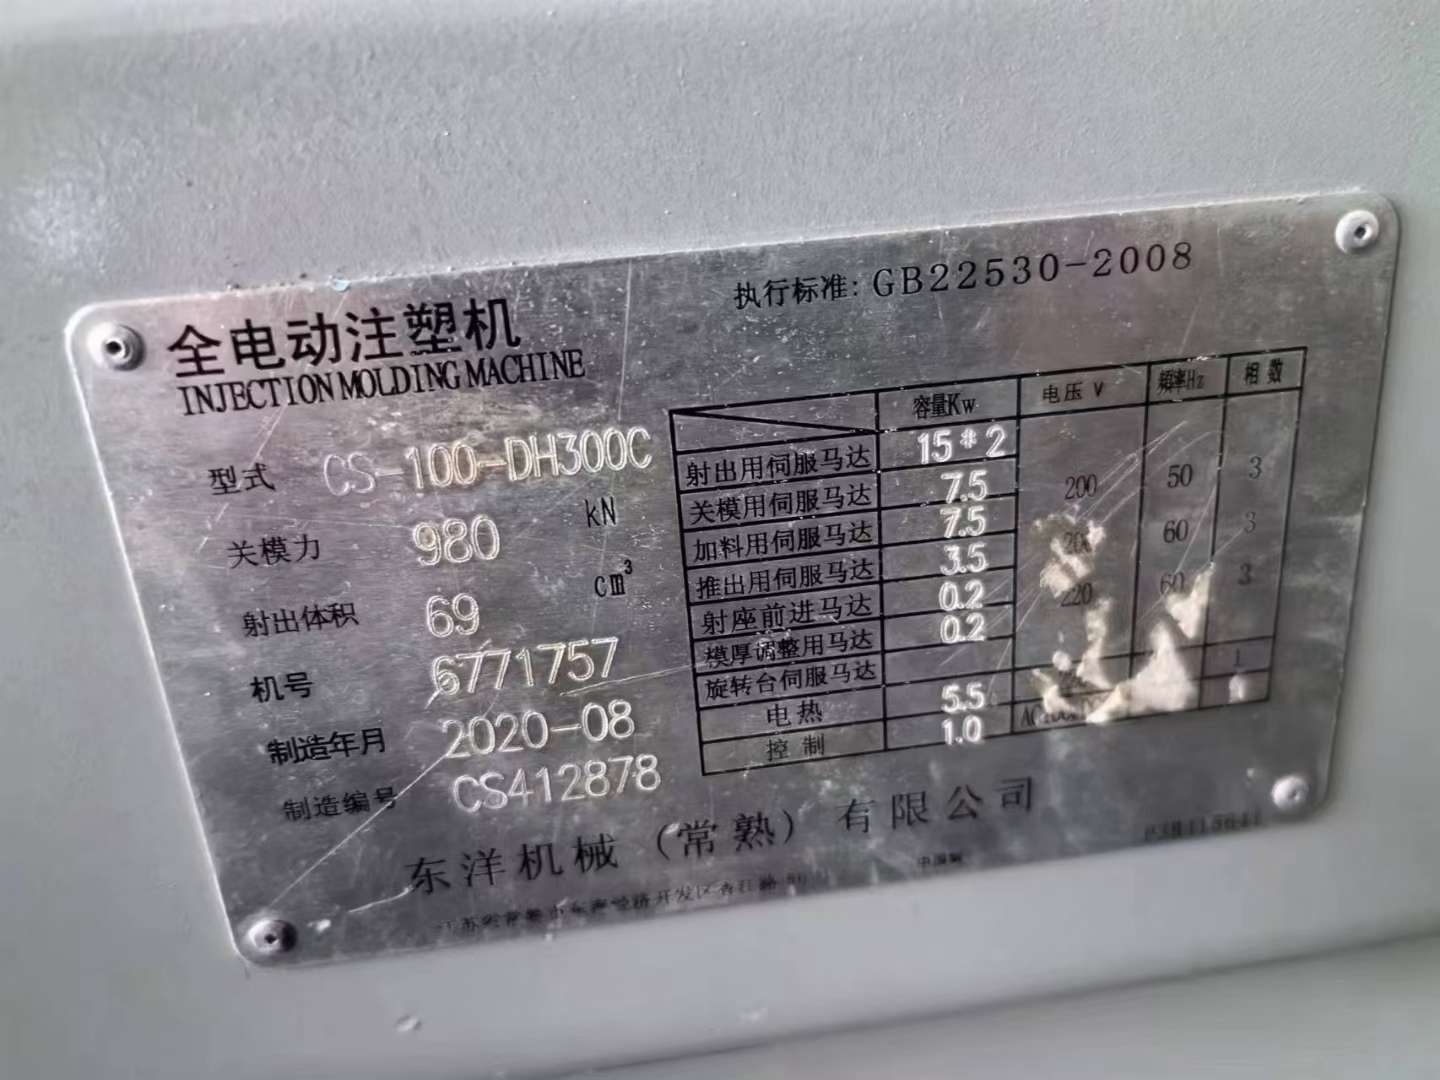 执行标准: GB22530-2008
全电动注塑机
INJECTION MOLDING MACHINE
型式 CS-100-DH300C
关模力 980 kN
射出体积 69 cm³
机号 6771757
制造年月 2020-08
制造编号 CS412878
容量Kw 电压 V 频率Hz 相数
射出用伺服马达 15*2
关模用伺服马达 7.5 200 50 3
加料用伺服马达 7.5
推出用伺服马达 3.5 200 60 3
射座前进马达 0.2 220 60 3
模厚调整用马达 0.2
旋转台伺服马达
电热 5.5 1
控制 1.0
东洋机械（常熟）有限公司